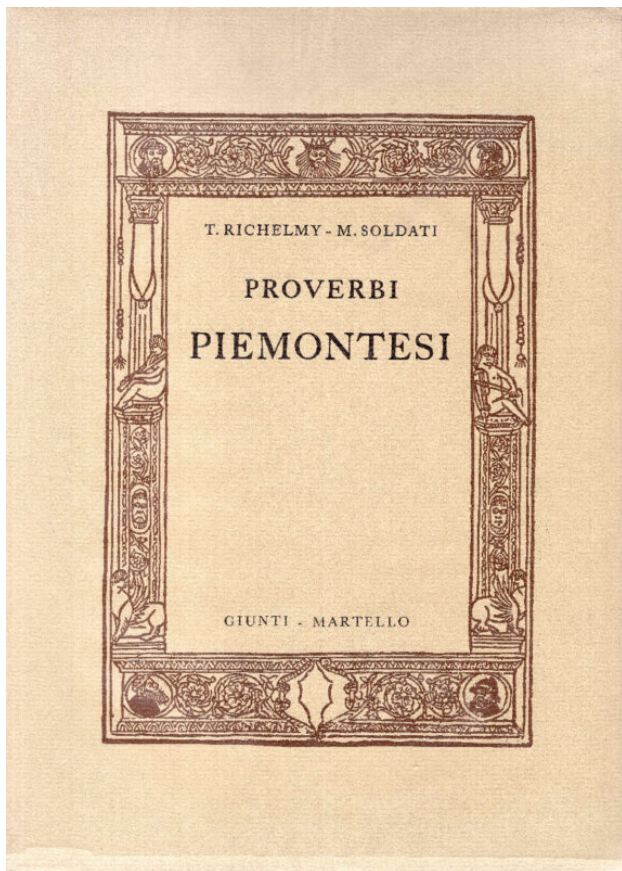 T. RICHELMY - M. SOLDATI
PROVERBI
PIEMONTESI
GIUNTI - MARTELLO